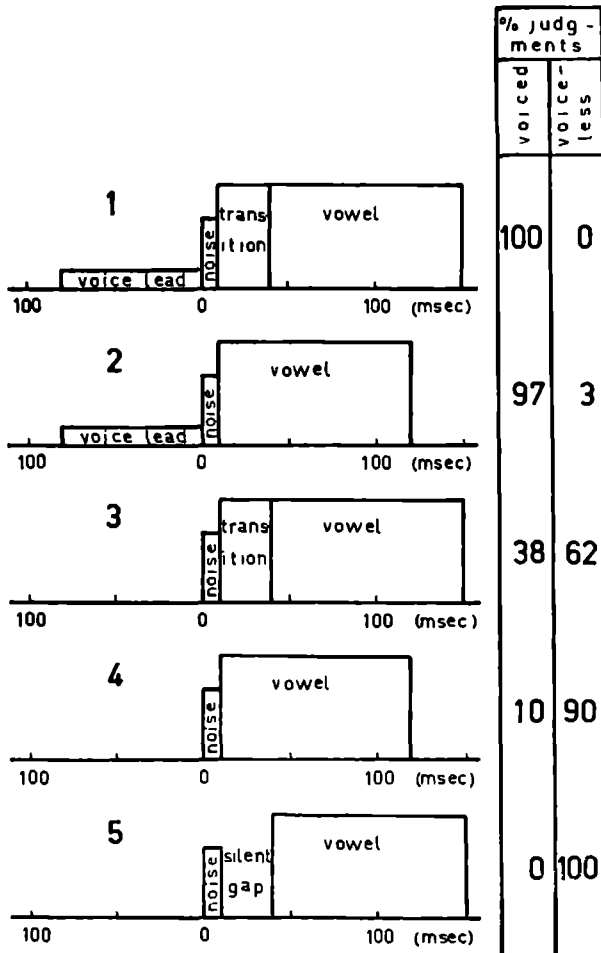 % judg-
ments
voiced
voice-
less
1
noise
trans
ition
vowel
100 0
voice lead
100 0 100 (msec)
2
noise
vowel
97 3
voice lead
100 0 100 (msec)
3
noise
trans
ition
vowel
38 62
100 0 100 (msec)
4
noise
vowel
10 90
100 0 100 (msec)
5
noise
silent
gap
vowel
0 100
100 0 100 (msec)